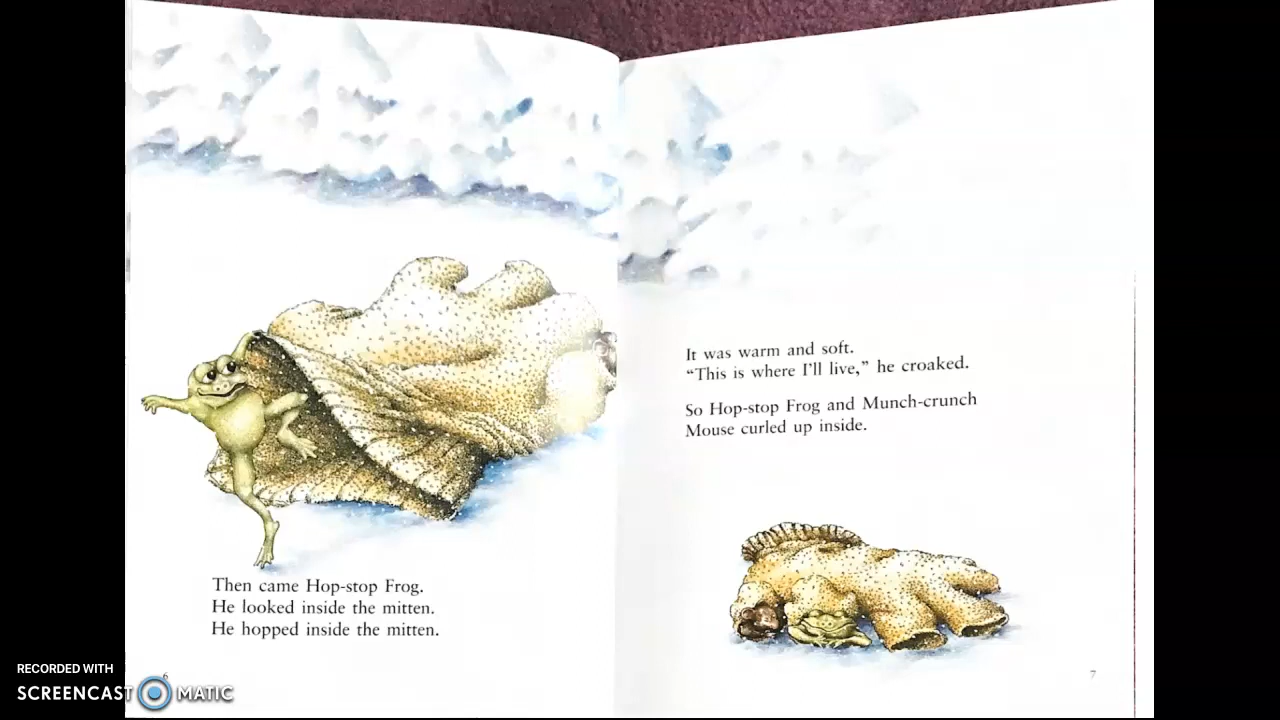 Then came Hop-stop Frog.
He looked inside the mitten.
He hopped inside the mitten.
6
It was warm and soft.
“This is where I’ll live,” he croaked.
So Hop-stop Frog and Munch-crunch
Mouse curled up inside.
7
RECORDED WITH
SCREENCAST MATIC